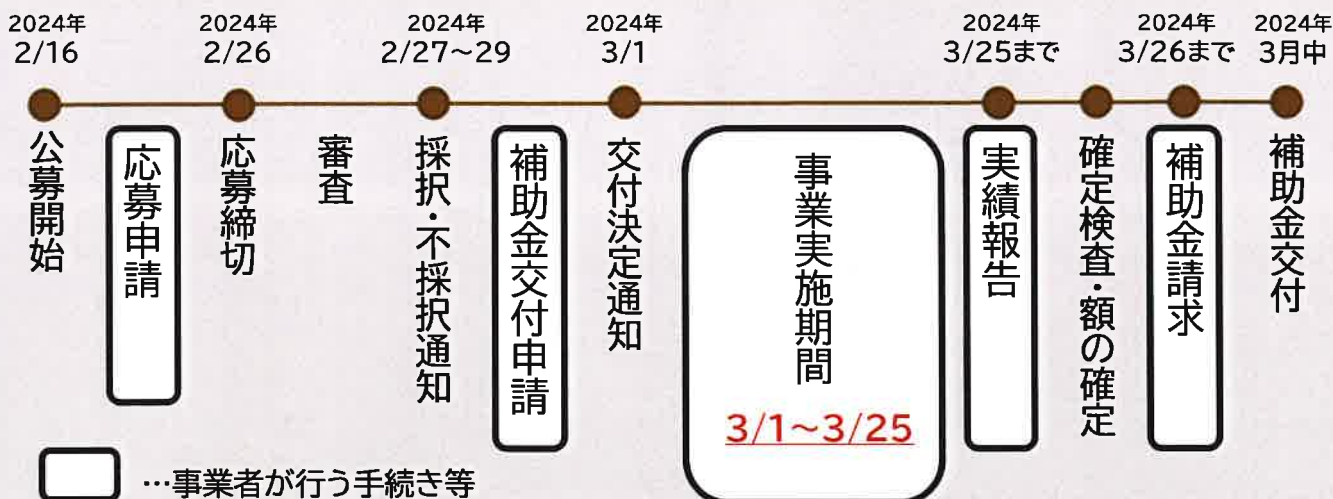 2024年
2/16
2024年
2/26
2024年
2/27～29
2024年
3/1
2024年
3/25まで
2024年
3/26まで
2024年
3月中
公募開始
応募申請
応募締切
審査
採択・不採択通知
補助金交付申請
交付決定通知
事業実施期間
3/1～3/25
実績報告
確定検査・額の確定
補助金請求
補助金交付
…事業者が行う手続き等